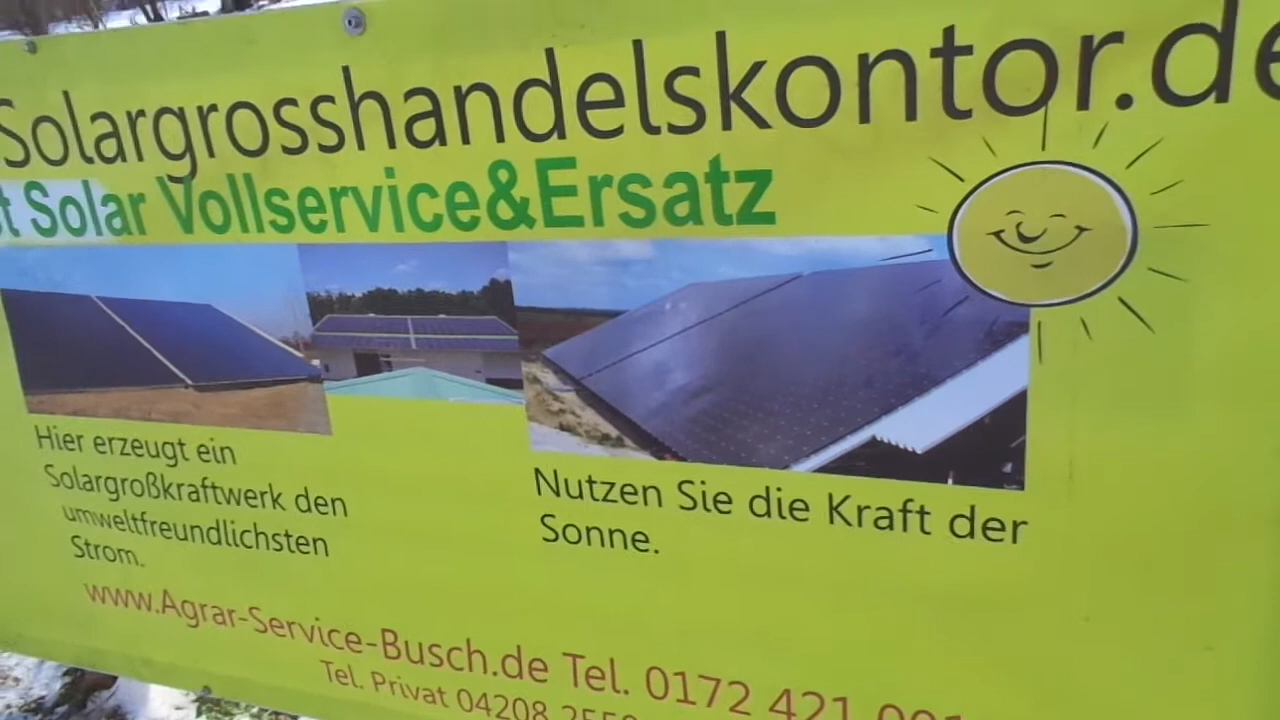 Solargrosshandelskontor.de
Solar Vollservice&Ersatz
Hier erzeugt ein
Solargroßkraftwerk den
umweltfreundlichsten
Strom.
Nutzen Sie die Kraft der
Sonne.
www.Agrar-Service-Busch.de Tel. 0172 421
Tel. Privat 04208